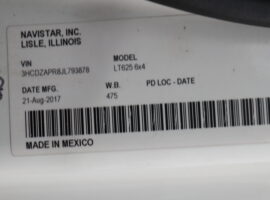 NAVISTAR, INC.
LISLE, ILLINOIS
VIN MODEL
3HCDZAPR8JL793878 LT625 6x4
DATE MFG. W.B. PD LOC - DATE
21-Aug-2017 475
MADE IN MEXICO